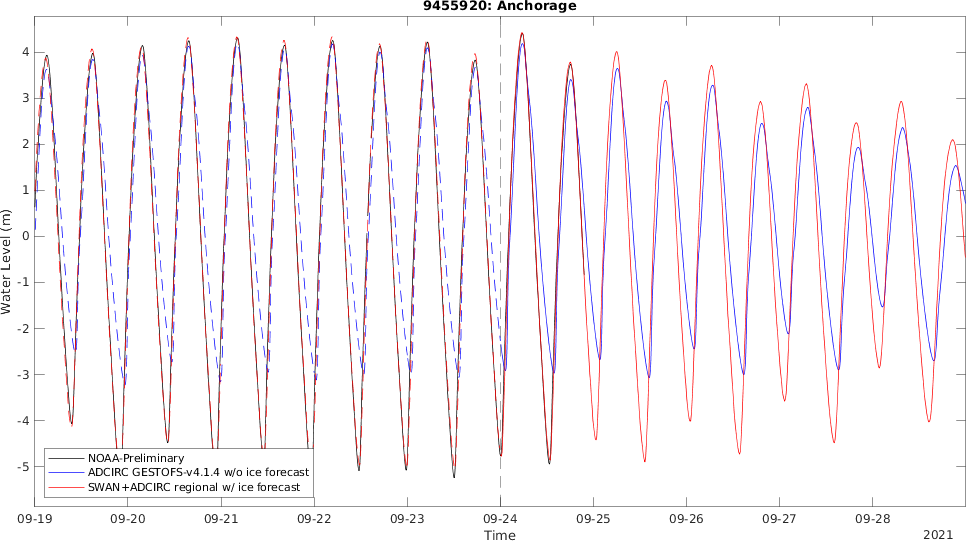 9455920: Anchorage
4
3
2
1
0
-1
-2
-3
-4
-5
Water Level (m)
NOAA-Preliminary
ADCIRC GESTOFS-v4.1.4 w/o ice forecast
SWAN+ADCIRC regional w/ ice forecast
09-19 09-20 09-21 09-22 09-23 09-24 09-25 09-26 09-27 09-28
Time
2021